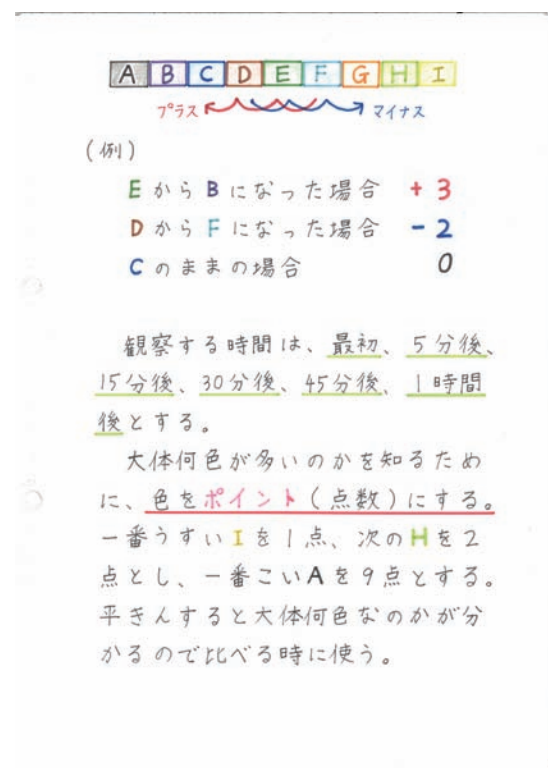 A B C D E F G H I
プラス マイナス
(例)
EからBになった場合 +3
DからFになった場合 -2
Cのままの場合 0
観察する時間は、最初、5分後、
15分後、30分後、45分後、1時間
後とする。
大体何色が多いのかを知るため
に、色をポイント(点数)にする。
一番うすいIを1点、次のHを2
点とし、一番こいAを9点とする。
平きんすると大体何色なのかが分
かるので比べる時に使う。